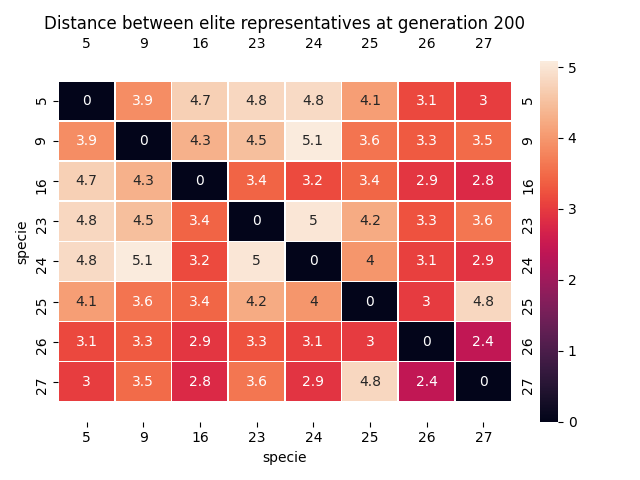 Distance between elite representatives at generation 200
5 9 16 23 24 25 26 27
5 0 3.9 4.7 4.8 4.8 4.1 3.1 3 5
9 3.9 0 4.3 4.5 5.1 3.6 3.3 3.5 9
16 4.7 4.3 0 3.4 3.2 3.4 2.9 2.8 16
23 4.8 4.5 3.4 0 5 4.2 3.3 3.6 23
24 4.8 5.1 3.2 5 0 4 3.1 2.9 24
25 4.1 3.6 3.4 4.2 4 0 3 4.8 25
26 3.1 3.3 2.9 3.3 3.1 3 0 2.4 26
27 3 3.5 2.8 3.6 2.9 4.8 2.4 0 27
5 9 16 23 24 25 26 27
specie
specie
5
4
3
2
1
0